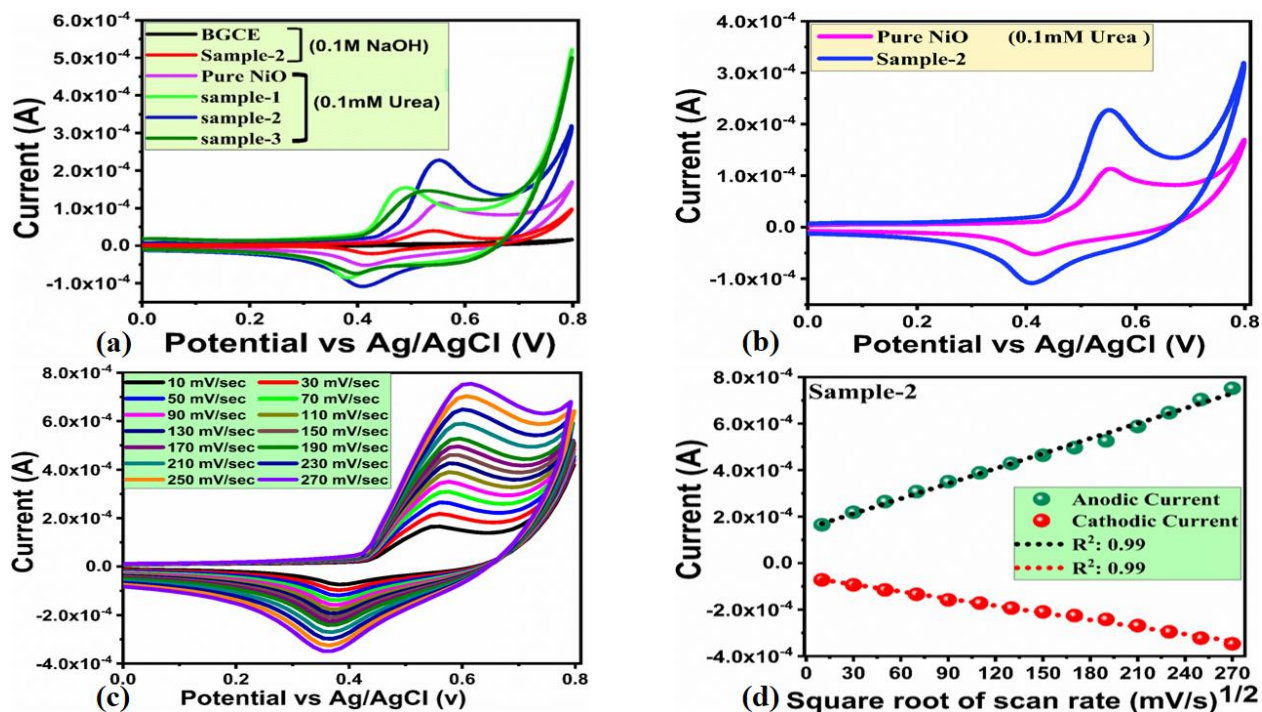 6.0x10⁻⁴
5.0x10⁻⁴
4.0x10⁻⁴
3.0x10⁻⁴
2.0x10⁻⁴
1.0x10⁻⁴
0.0
-1.0x10⁻⁴
Current (A)
BGCE
Sample-2
(0.1M NaOH)
Pure NiO
sample-1
sample-2
sample-3
(0.1mM Urea)
0.0 0.2 0.4 0.6 0.8
(a)
Potential vs Ag/AgCl (V)
4.0x10⁻⁴
3.0x10⁻⁴
2.0x10⁻⁴
1.0x10⁻⁴
0.0
-1.0x10⁻⁴
Current (A)
Pure NiO (0.1mM Urea )
Sample-2
0.0 0.2 0.4 0.6 0.8
(b)
Potential vs Ag/AgCl (V)
8.0x10⁻⁴
6.0x10⁻⁴
4.0x10⁻⁴
2.0x10⁻⁴
0.0
-2.0x10⁻⁴
-4.0x10⁻⁴
Current (A)
10 mV/sec 30 mV/sec
50 mV/sec 70 mV/sec
90 mV/sec 110 mV/sec
130 mV/sec 150 mV/sec
170 mV/sec 190 mV/sec
210 mV/sec 230 mV/sec
250 mV/sec 270 mV/sec
0.0 0.2 0.4 0.6 0.8
(c)
Potential vs Ag/AgCl (v)
8.0x10⁻⁴
6.0x10⁻⁴
4.0x10⁻⁴
2.0x10⁻⁴
0.0
-2.0x10⁻⁴
-4.0x10⁻⁴
Current (A)
Sample-2
Anodic Current
Cathodic Current
R²: 0.99
R²: 0.99
30 60 90 120 150 180 210 240 270
(d)
Square root of scan rate (mV/s)¹/²